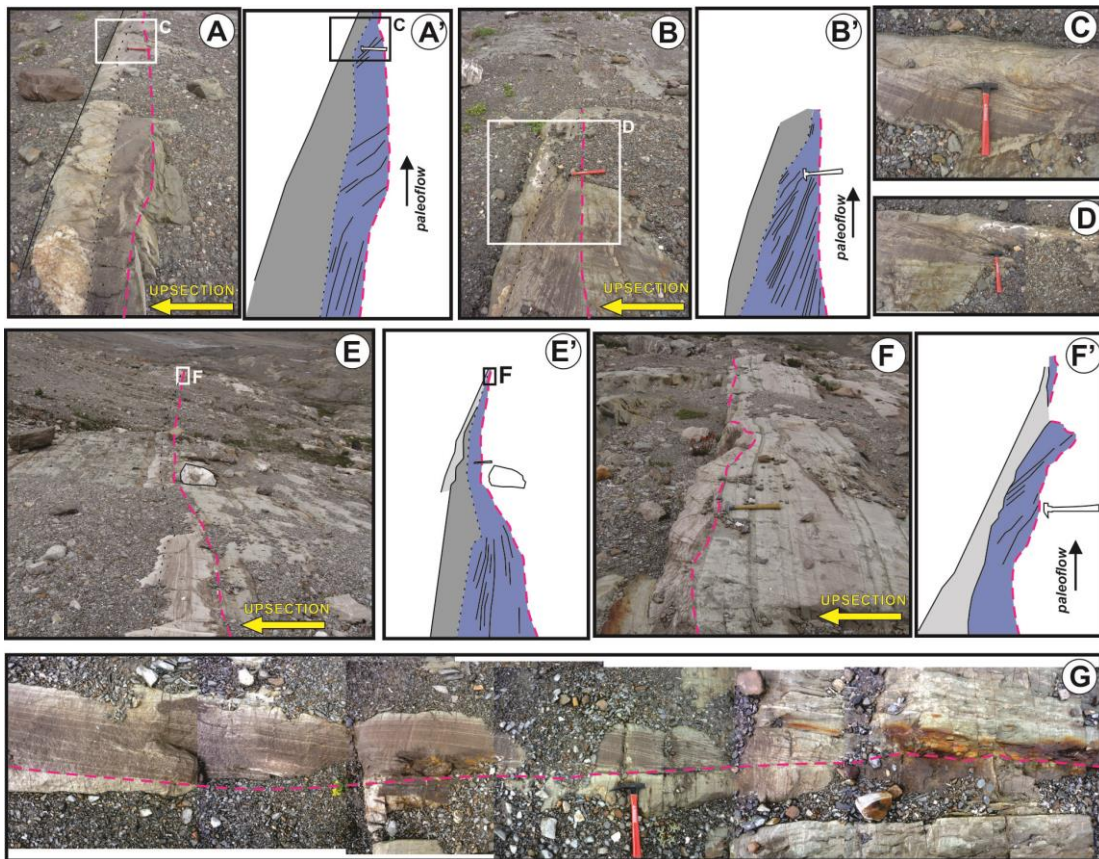 C
A
UPSECTION
C
A'
paleoflow
B
D
UPSECTION
B'
paleoflow
C
D
E
F
UPSECTION
E'
F
F
UPSECTION
F'
paleoflow
G